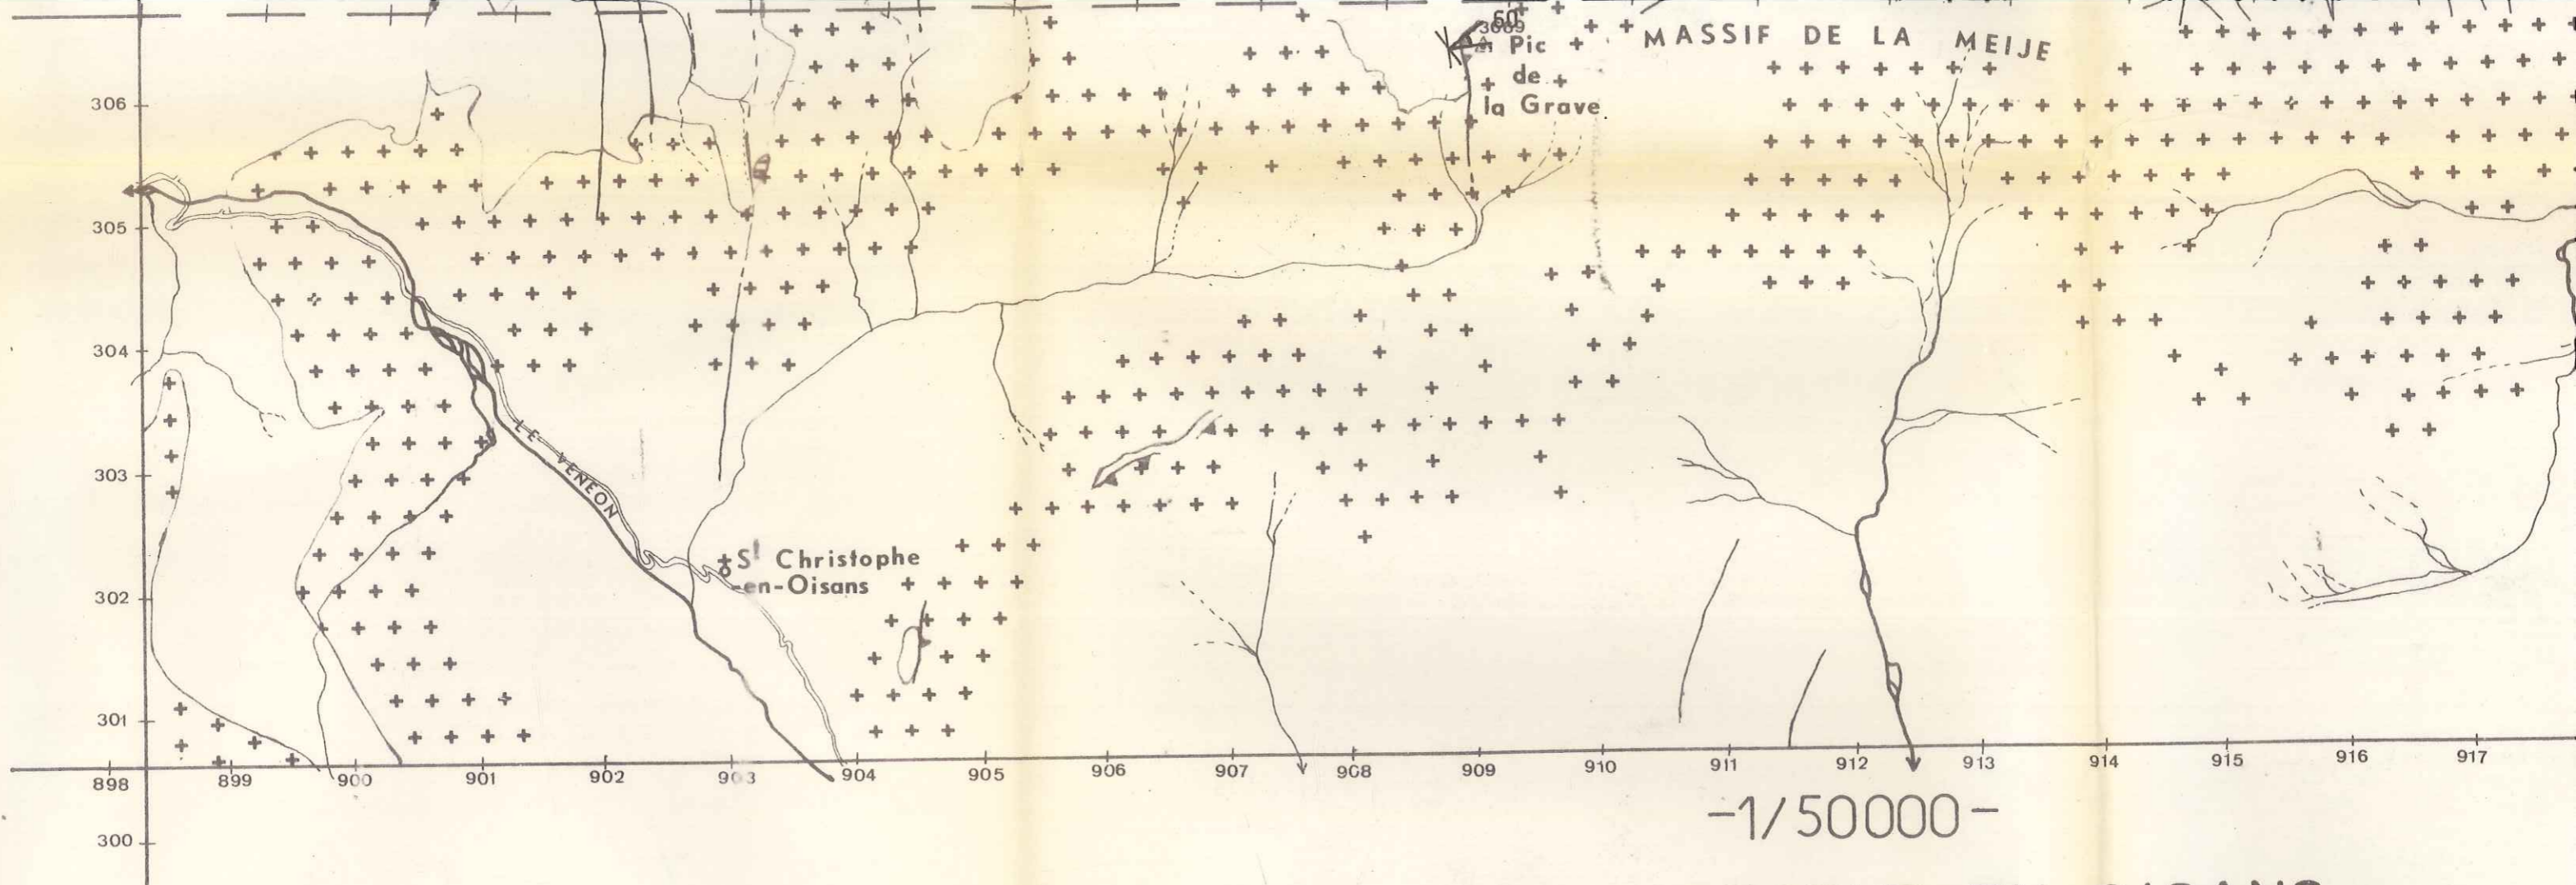 60
3669
Pic
de
la Grave
MASSIF DE LA MEIJE
306
305
304
303
302
301
300
LE VENEON
St Christophe
-en-Oisans
898 899 900 901 902 903 904 905 906 907 908 909 910 911 912 913 914 915 916 917
-1/50000-